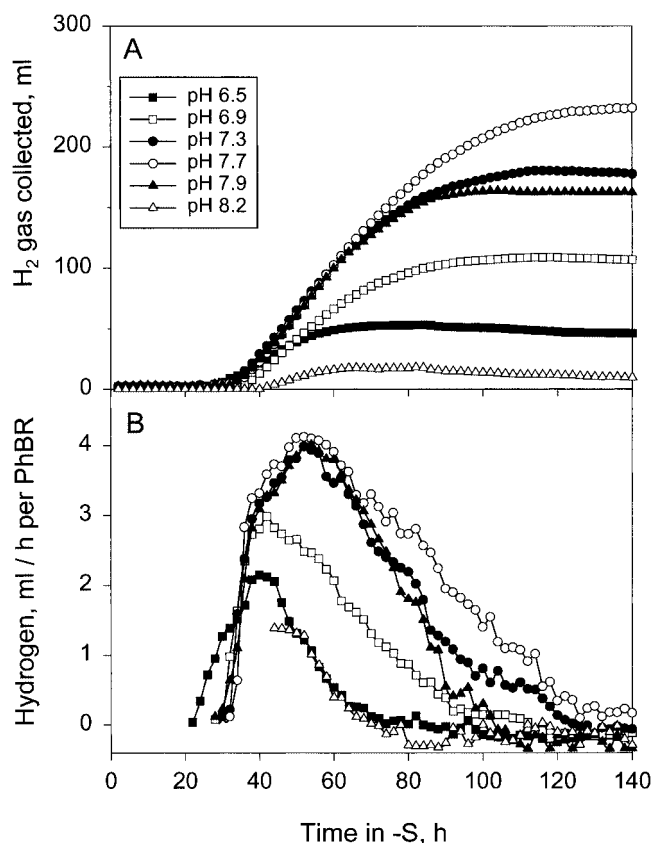 300
A
pH 6.5
pH 6.9
pH 7.3
pH 7.7
pH 7.9
pH 8.2
200
100
0
H2 gas collected, ml
B
4
3
2
1
0
Hydrogen, ml / h per PhBR
0 20 40 60 80 100 120 140
Time in -S, h